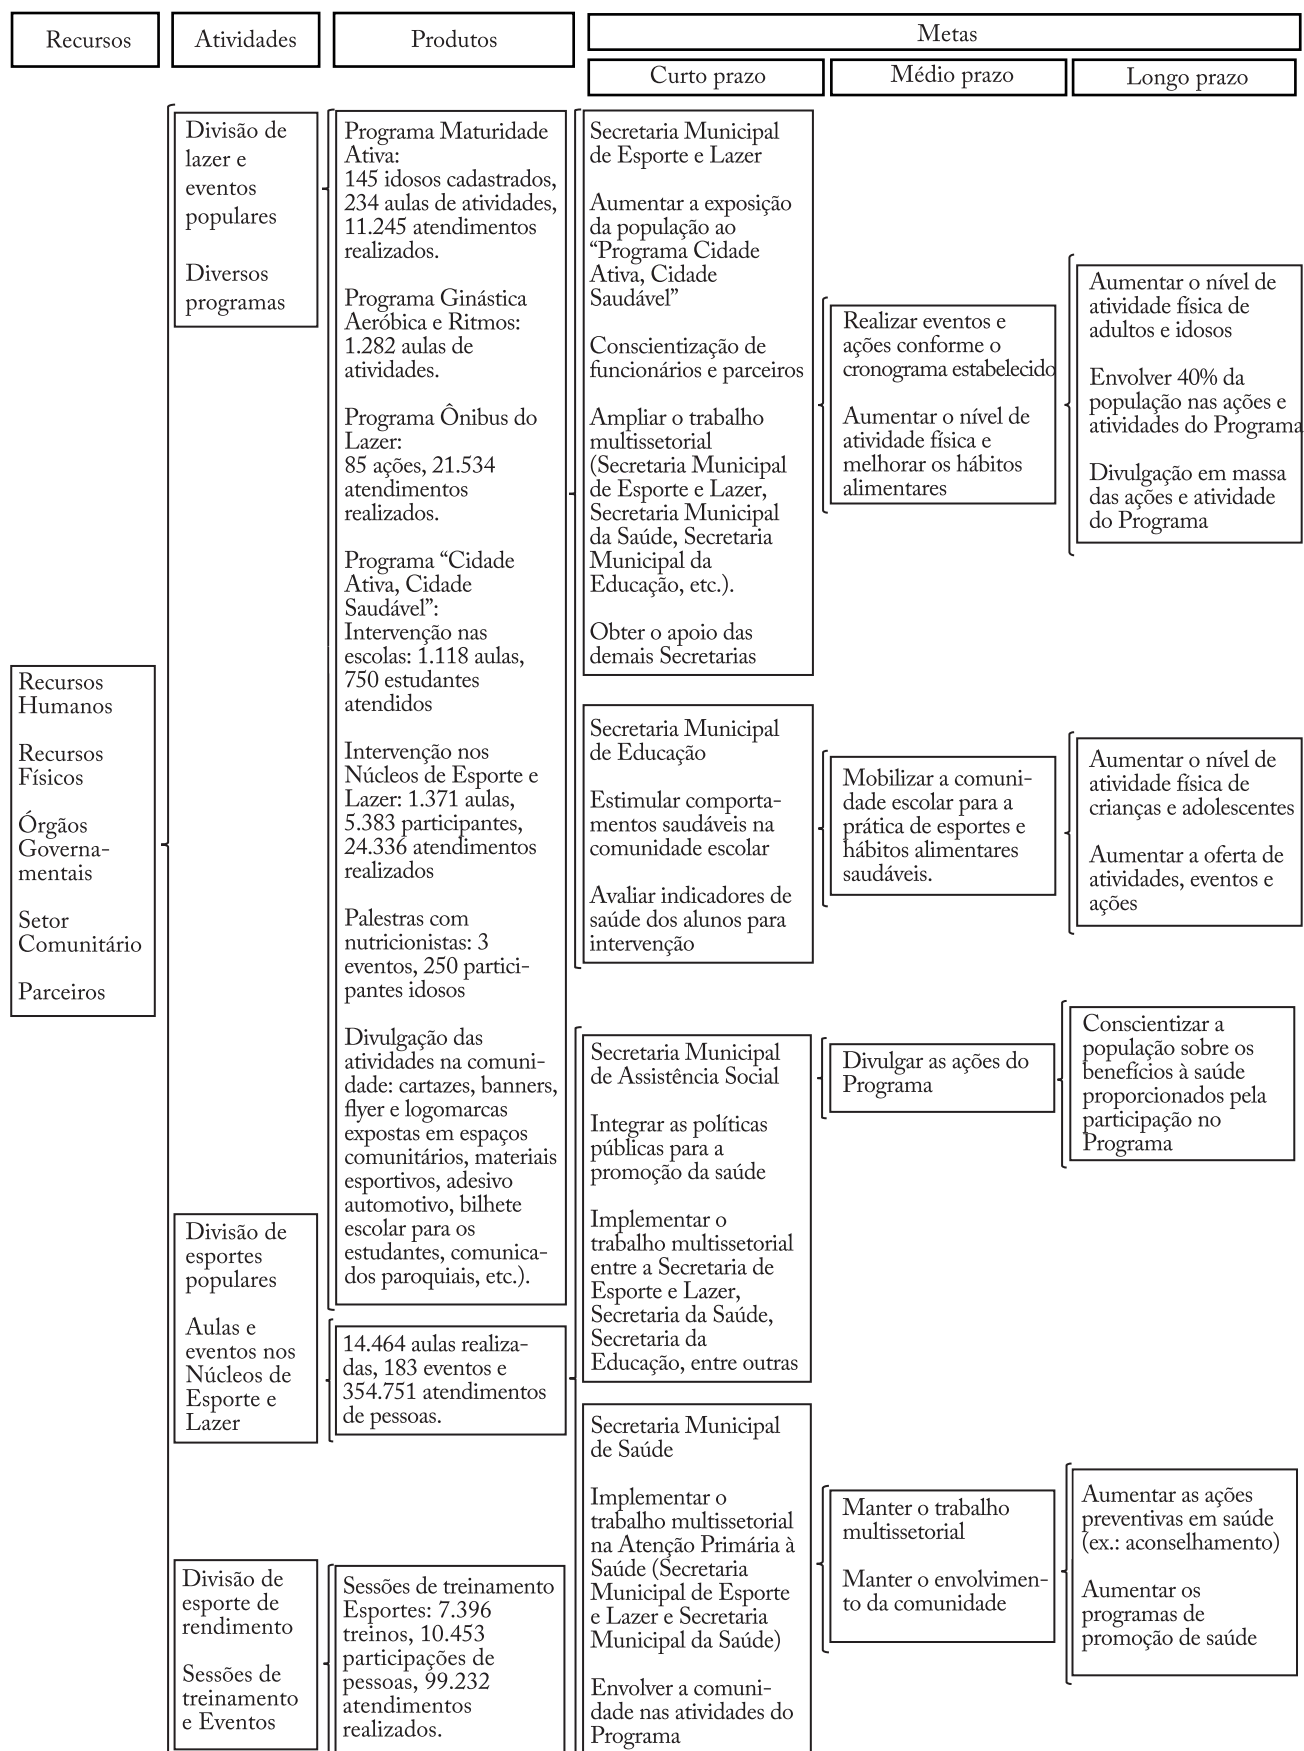 Recursos
Atividades
Produtos
Metas
Curto prazo
Médio prazo
Longo prazo
Recursos
Humanos
Recursos
Físicos
Órgãos
Governa-
mentais
Setor
Comunitário
Parceiros
Divisão de
lazer e
eventos
populares
Diversos
programas
Divisão de
esportes
populares
Aulas e
eventos nos
Núcleos de
Esporte e
Lazer
Divisão de
esporte de
rendimento
Sessões de
treinamento
e Eventos
Programa Maturidade
Ativa:
145 idosos cadastrados,
234 aulas de atividades,
11.245 atendimentos
realizados.
Programa Ginástica
Aeróbica e Ritmos:
1.282 aulas de
atividades.
Programa Ônibus do
Lazer:
85 ações, 21.534
atendimentos
realizados.
Programa “Cidade
Ativa, Cidade
Saudável”:
Intervenção nas
escolas: 1.118 aulas,
750 estudantes
atendidos
Intervenção nos
Núcleos de Esporte e
Lazer: 1.371 aulas,
5.383 participantes,
24.336 atendimentos
realizados
Palestras com
nutricionistas: 3
eventos, 250 partici-
pantes idosos
Divulgação das
atividades na comuni-
dade: cartazes, banners,
flyer e logomarcas
expostas em espaços
comunitários, materiais
esportivos, adesivo
automotivo, bilhete
escolar para os
estudantes, comunica-
dos paroquiais, etc.).
14.464 aulas realiza-
das, 183 eventos e
354.751 atendimentos
de pessoas.
Sessões de treinamento
Esportes: 7.396
treinos, 10.453
participações de
pessoas, 99.232
atendimentos
realizados.
Secretaria Municipal
de Esporte e Lazer
Aumentar a exposição
da população ao
“Programa Cidade
Ativa, Cidade
Saudável”
Conscientização de
funcionários e parceiros
Ampliar o trabalho
multissetorial
(Secretaria Municipal
de Esporte e Lazer,
Secretaria Municipal
da Saúde, Secretaria
Municipal da
Educação, etc.).
Obter o apoio das
demais Secretarias
Secretaria Municipal
de Educação
Estimular comporta-
mentos saudáveis na
comunidade escolar
Avaliar indicadores de
saúde dos alunos para
intervenção
Secretaria Municipal
de Assistência Social
Integrar as políticas
públicas para a
promoção da saúde
Implementar o
trabalho multissetorial
entre a Secretaria de
Esporte e Lazer,
Secretaria da Saúde,
Secretaria da
Educação, entre outras
Secretaria Municipal
de Saúde
Implementar o
trabalho multissetorial
na Atenção Primária à
Saúde (Secretaria
Municipal de Esporte
e Lazer e Secretaria
Municipal da Saúde)
Envolver a comuni-
dade nas atividades do
Programa
Realizar eventos e
ações conforme o
cronograma estabelecido
Aumentar o nível de
atividade física e
melhorar os hábitos
alimentares
Mobilizar a comuni-
dade escolar para a
prática de esportes e
hábitos alimentares
saudáveis.
Divulgar as ações do
Programa
Manter o trabalho
multissetorial
Manter o envolvimen-
to da comunidade
Aumentar o nível de
atividade física de
adultos e idosos
Envolver 40% da
população nas ações e
atividades do Programa
Divulgação em massa
das ações e atividade
do Programa
Aumentar o nível de
atividade física de
crianças e adolescentes
Aumentar a oferta de
atividades, eventos e
ações
Conscientizar a
população sobre os
benefícios à saúde
proporcionados pela
participação no
Programa
Aumentar as ações
preventivas em saúde
(ex.: aconselhamento)
Aumentar os
programas de
promoção de saúde